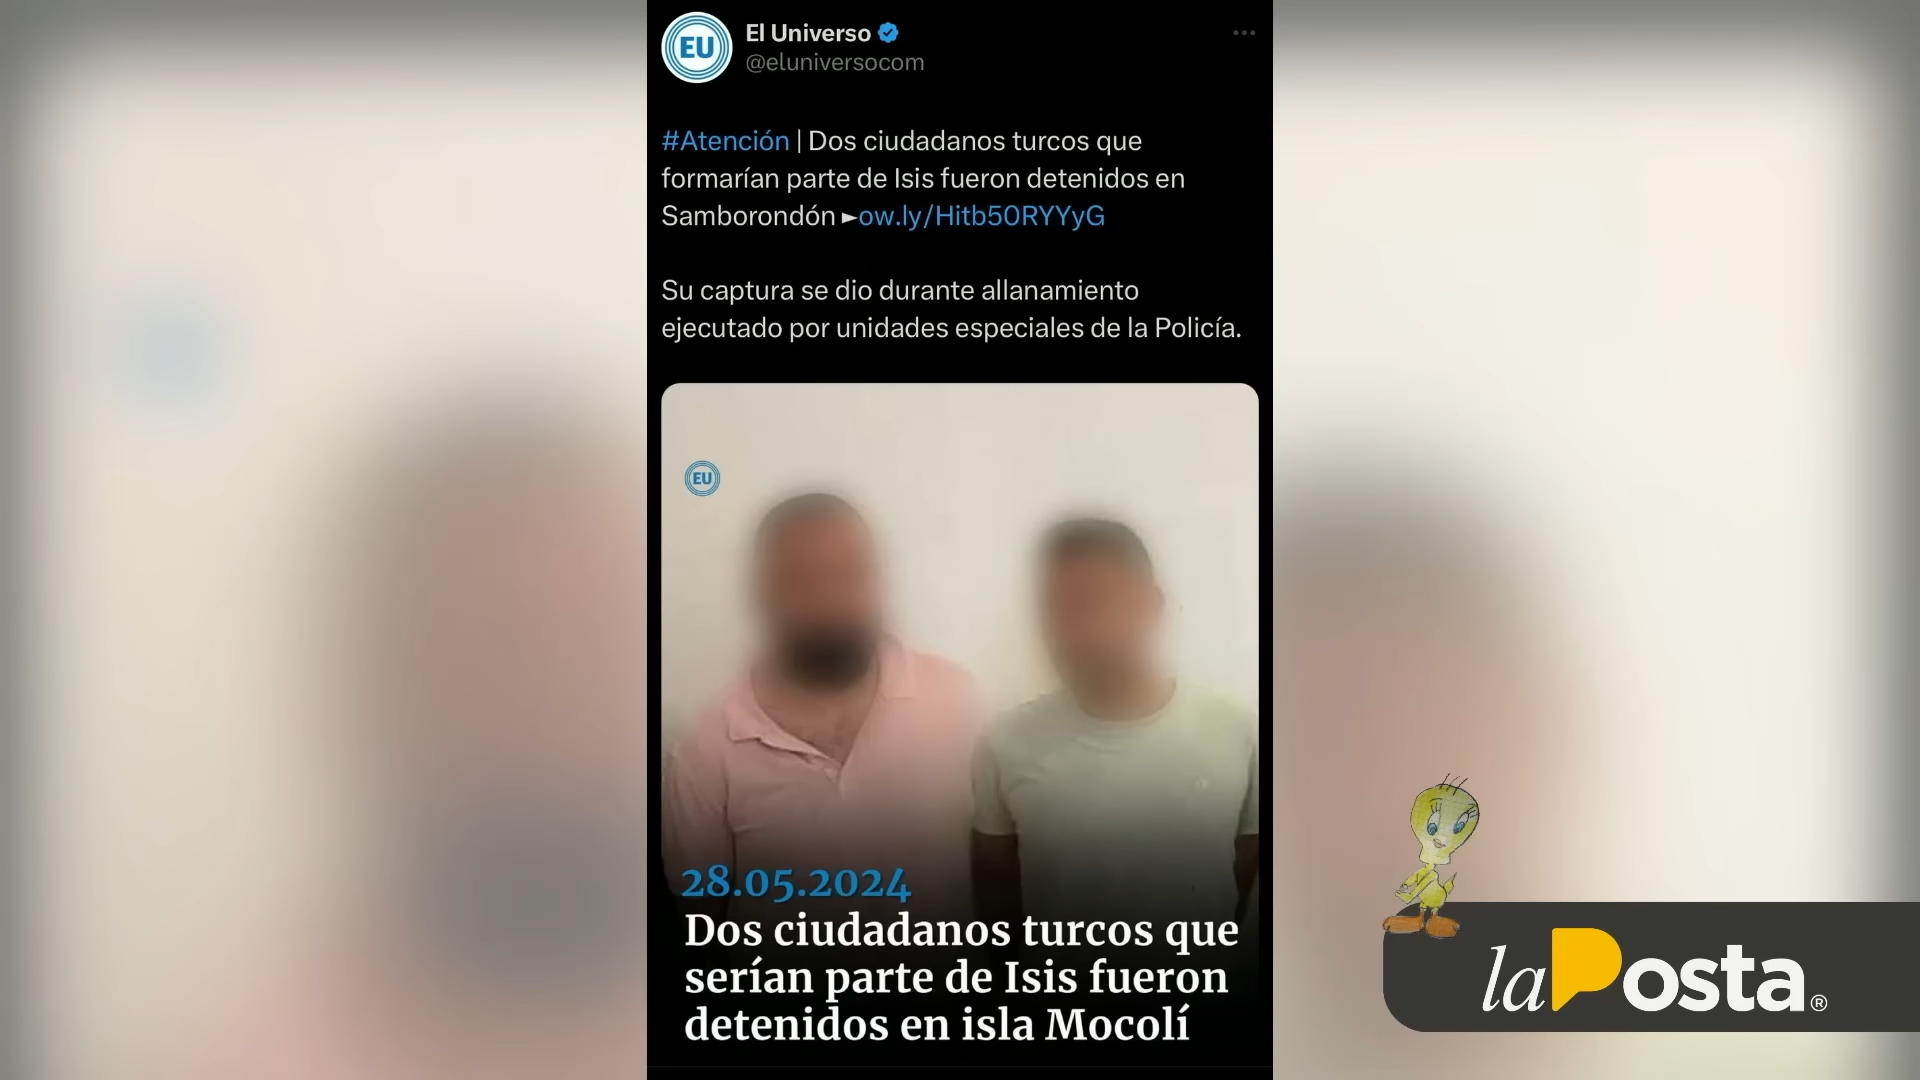 EU
El Universo
@eluniversocom
#Atención | Dos ciudadanos turcos que
formarían parte de Isis fueron detenidos en
Samborondón ►ow.ly/Hitb50RYYyG
Su captura se dio durante allanamiento
ejecutado por unidades especiales de la Policía.
EU
28.05.2024
Dos ciudadanos turcos que
serían parte de Isis fueron
detenidos en isla Mocolí
laPosta®